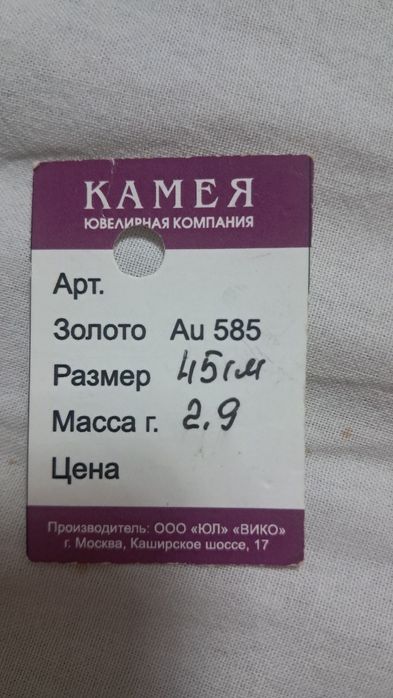 КАМЕЯ
ЮВЕЛИРНАЯ КОМПАНИЯ
Арт.
Золото Au 585
Размер 45см
Масса г. 2.9
Цена
Производитель: ООО «ЮЛ» «ВИКО»
г. Москва, Каширское шоссе, 17